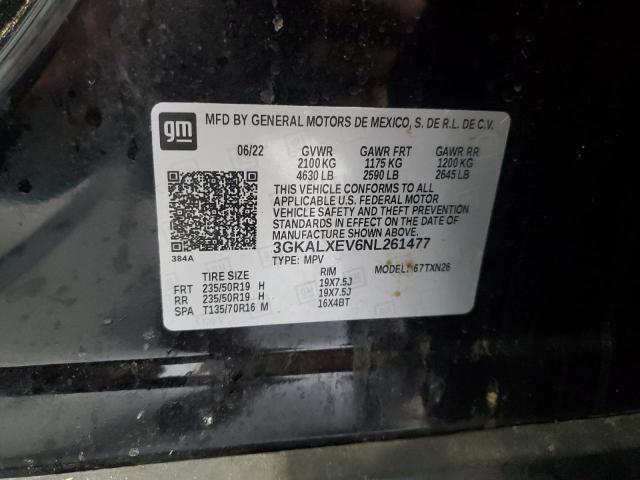 gm
MFD BY GENERAL MOTORS DE MEXICO, S. DE R.L. DE C.V.
06/22 GVWR GAWR FRT GAWR RR
2100 KG 1175 KG 1200 KG
4630 LB 2590 LB 2645 LB
THIS VEHICLE CONFORMS TO ALL
APPLICABLE U.S. FEDERAL MOTOR
VEHICLE SAFETY AND THEFT PREVENTION
STANDARDS IN EFFECT ON THE DATE OF
MANUFACTURE SHOWN ABOVE.
3GKALXEV6NL261477
384A
TYPE: MPV MODEL: 67TXN26
TIRE SIZE RIM
FRT 235/50R19 H 19X7.5J
RR 235/50R19 H 19X7.5J
SPA T135/70R16 M 16X4BT